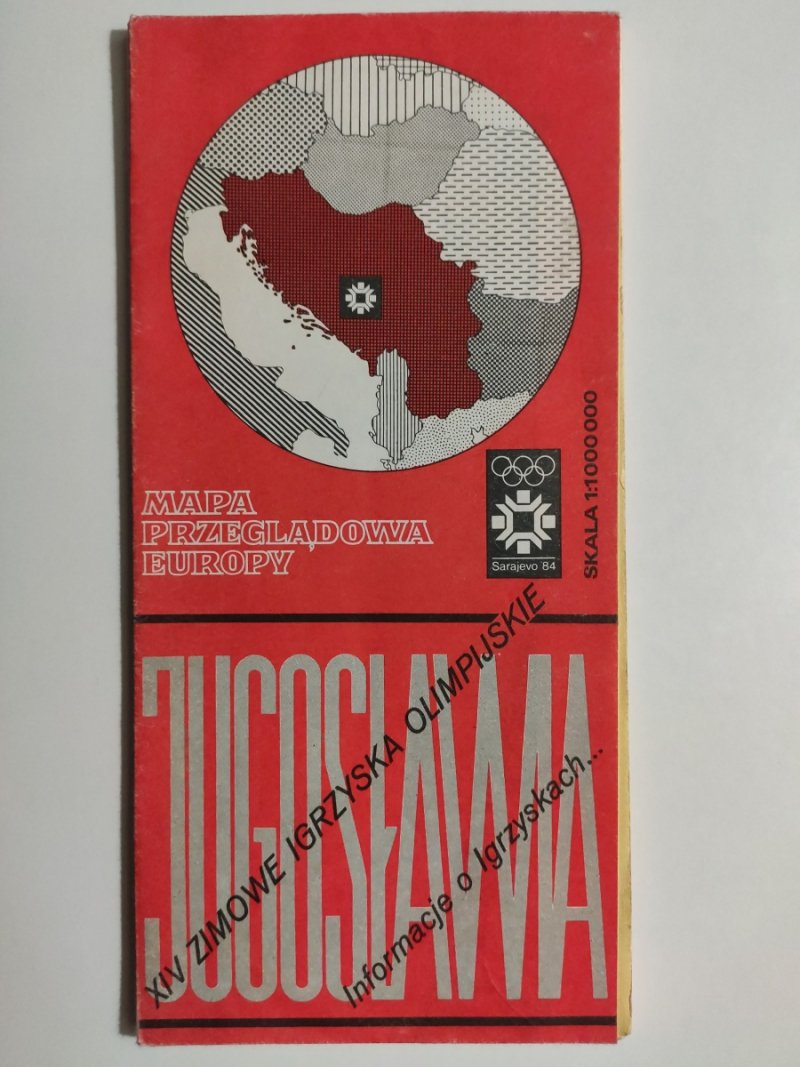 MAPA
PRZEGLĄDOWA
EUROPY
Sarajevo '84
SKALA 1:1000000
JUGOSŁAWIA
XIV ZIMOWE IGRZYSKA OLIMPIJSKIE
Informacje o Igrzyskach...